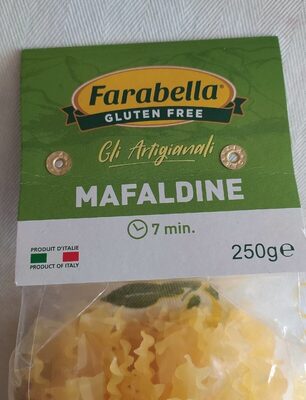 Farabella®
GLUTEN FREE
Gli Artigianali
MAFALDINE
7 min.
PRODUIT D'ITALIE
PRODUCT OF ITALY
250g℮